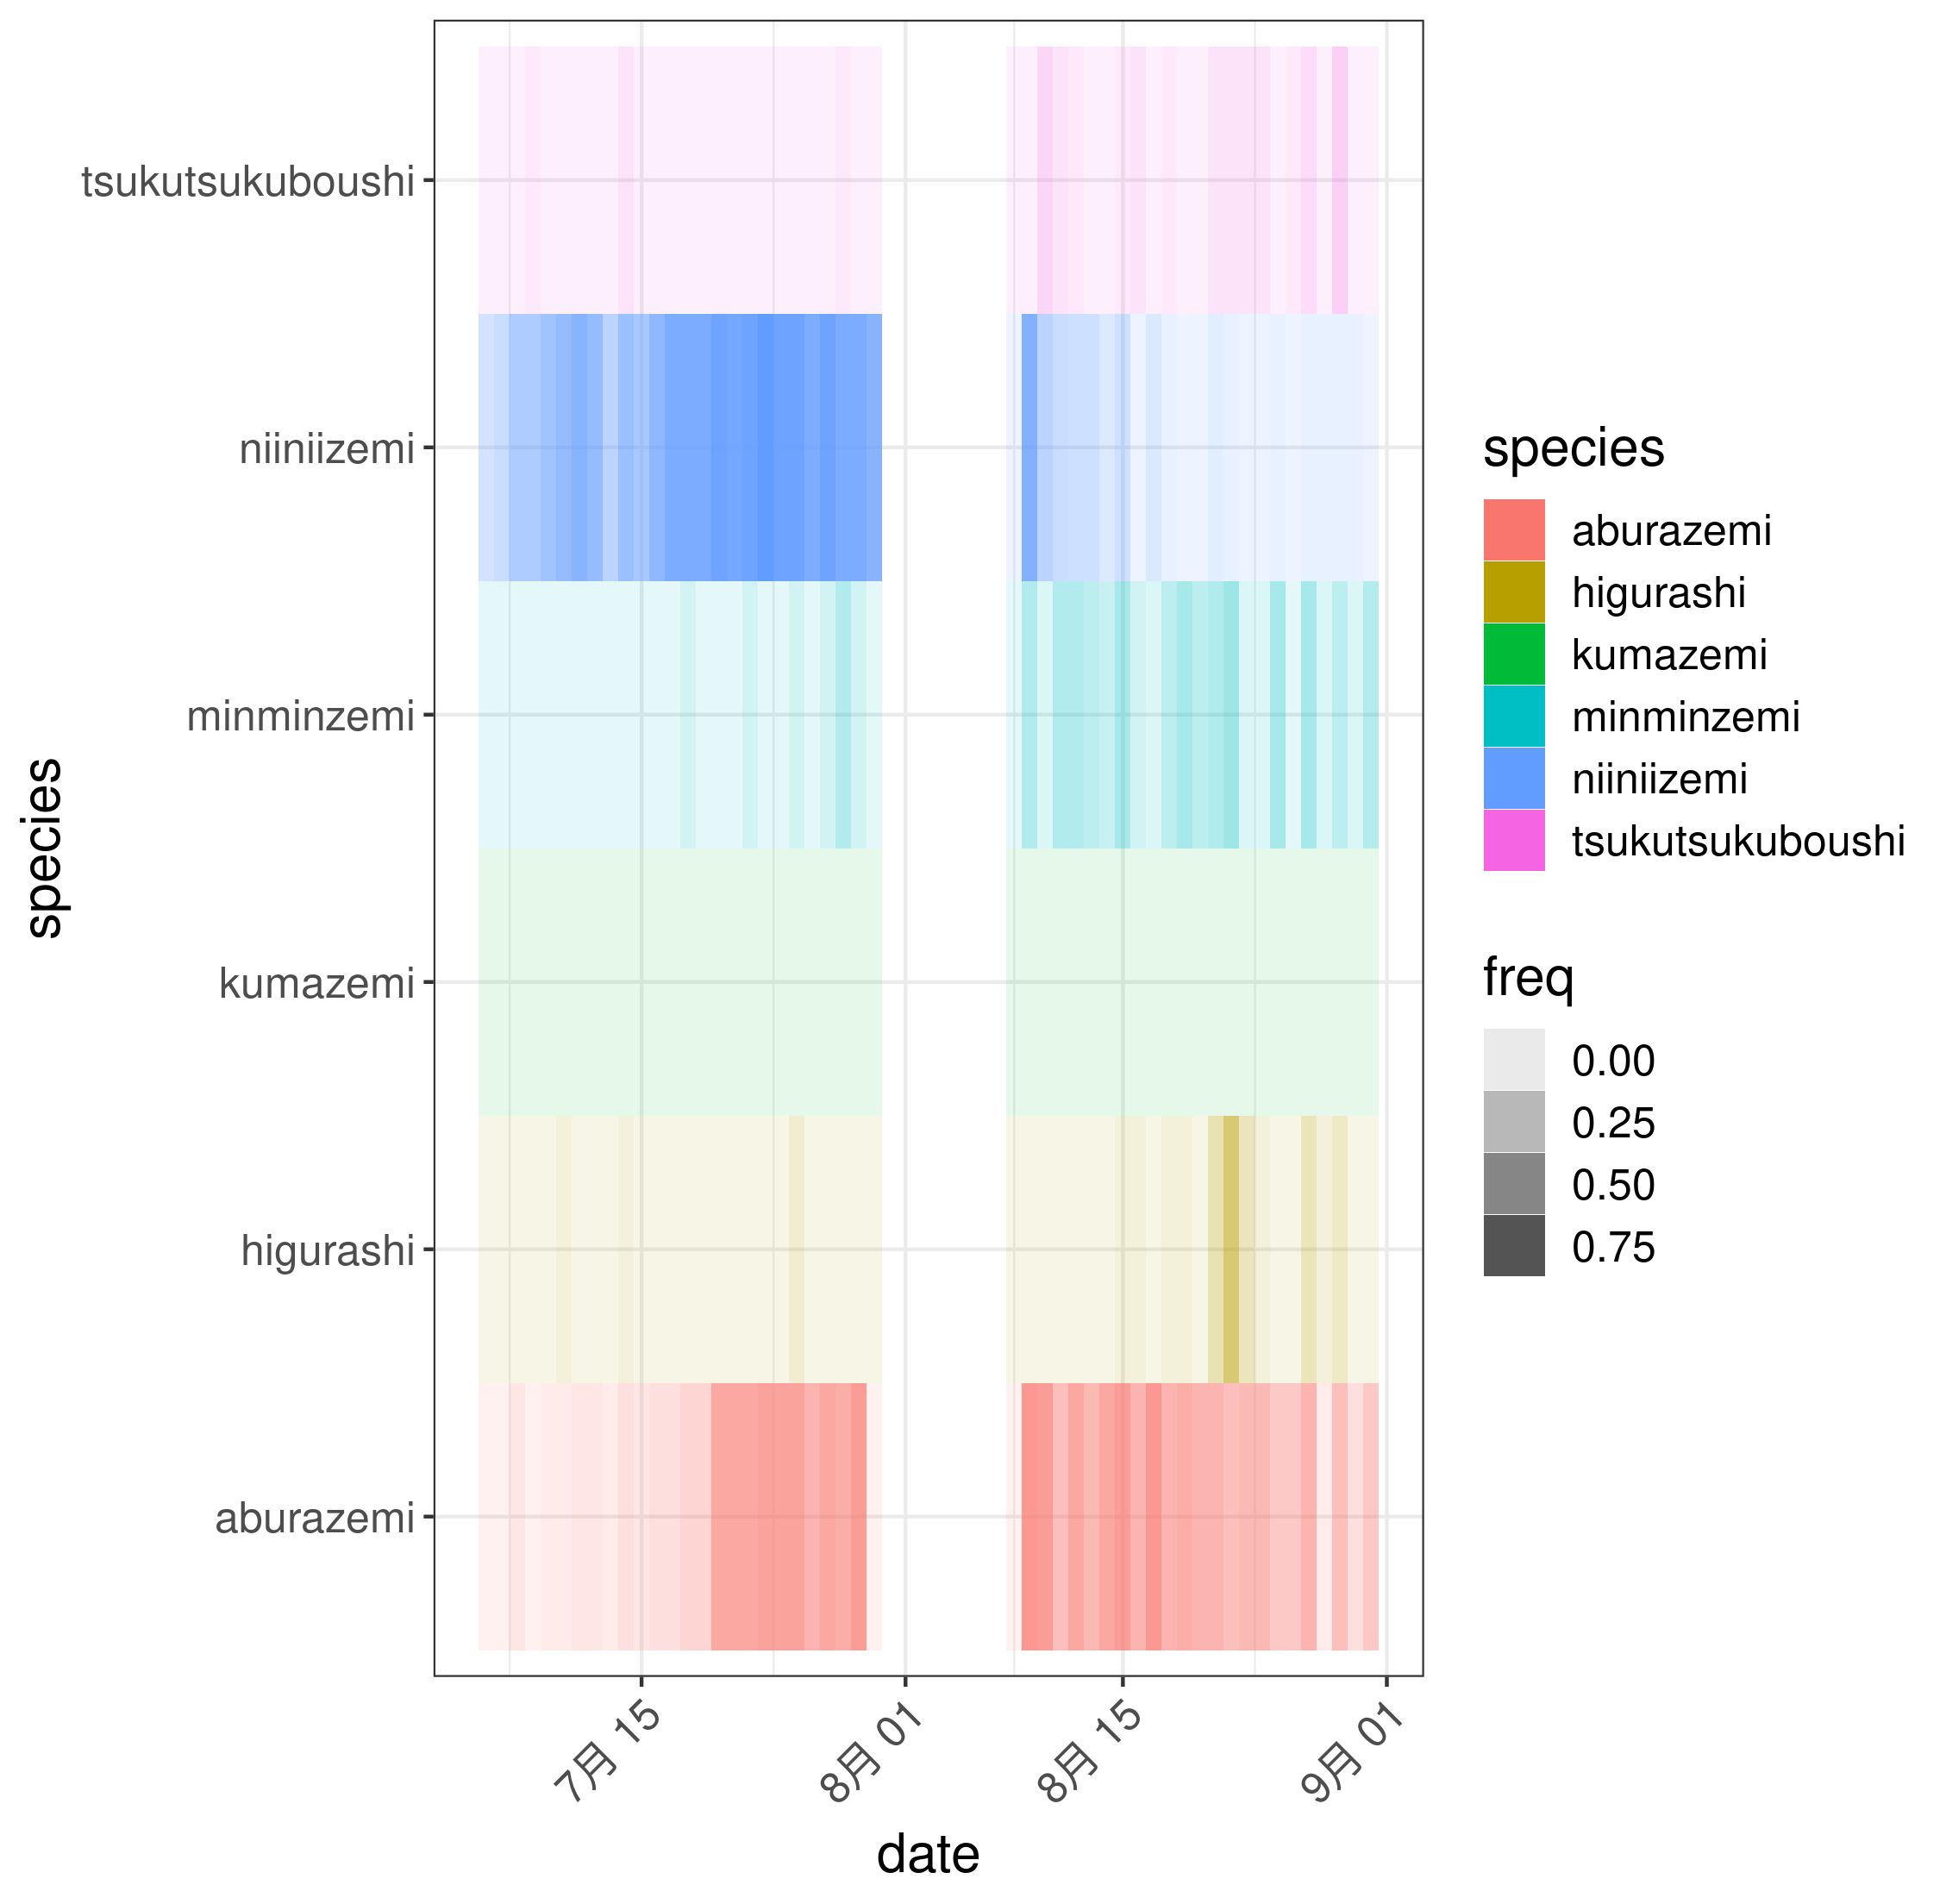 tsukutsukuboushi
niiniizemi
minminzemi
kumazemi
higurashi
aburazemi
species
7月 15
8月 01
8月 15
9月 01
date
species
aburazemi
higurashi
kumazemi
minminzemi
niiniizemi
tsukutsukuboushi
freq
0.00
0.25
0.50
0.75